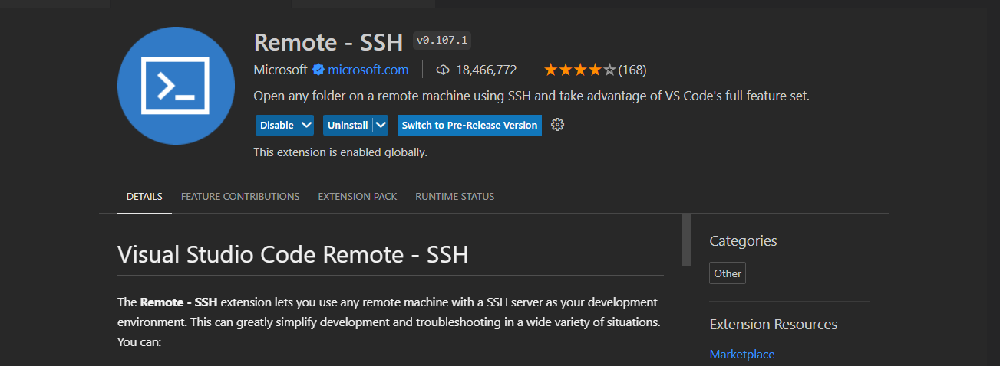 Remote - SSH v0.107.1
Microsoft microsoft.com 18,466,772 (168)
Open any folder on a remote machine using SSH and take advantage of VS Code's full feature set.
Disable Uninstall Switch to Pre-Release Version
This extension is enabled globally.
DETAILS FEATURE CONTRIBUTIONS EXTENSION PACK RUNTIME STATUS
Visual Studio Code Remote - SSH
The Remote - SSH extension lets you use any remote machine with a SSH server as your development
environment. This can greatly simplify development and troubleshooting in a wide variety of situations.
You can:
Categories
Other
Extension Resources
Marketplace